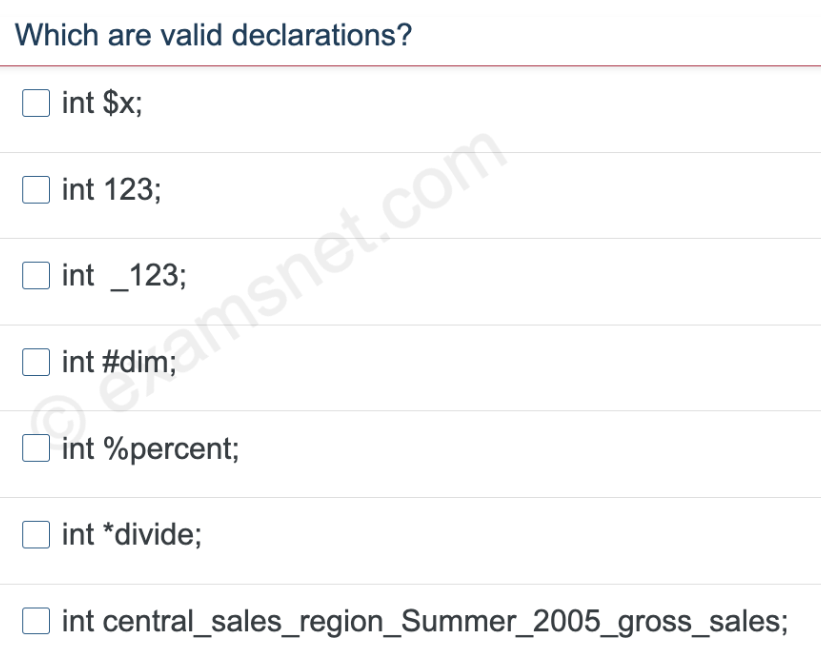 Which are valid declarations?
int $x;
int 123;
int _123;
int #dim;
int %percent;
int *divide;
int central_sales_region_Summer_2005_gross_sales;
© examsnet.com